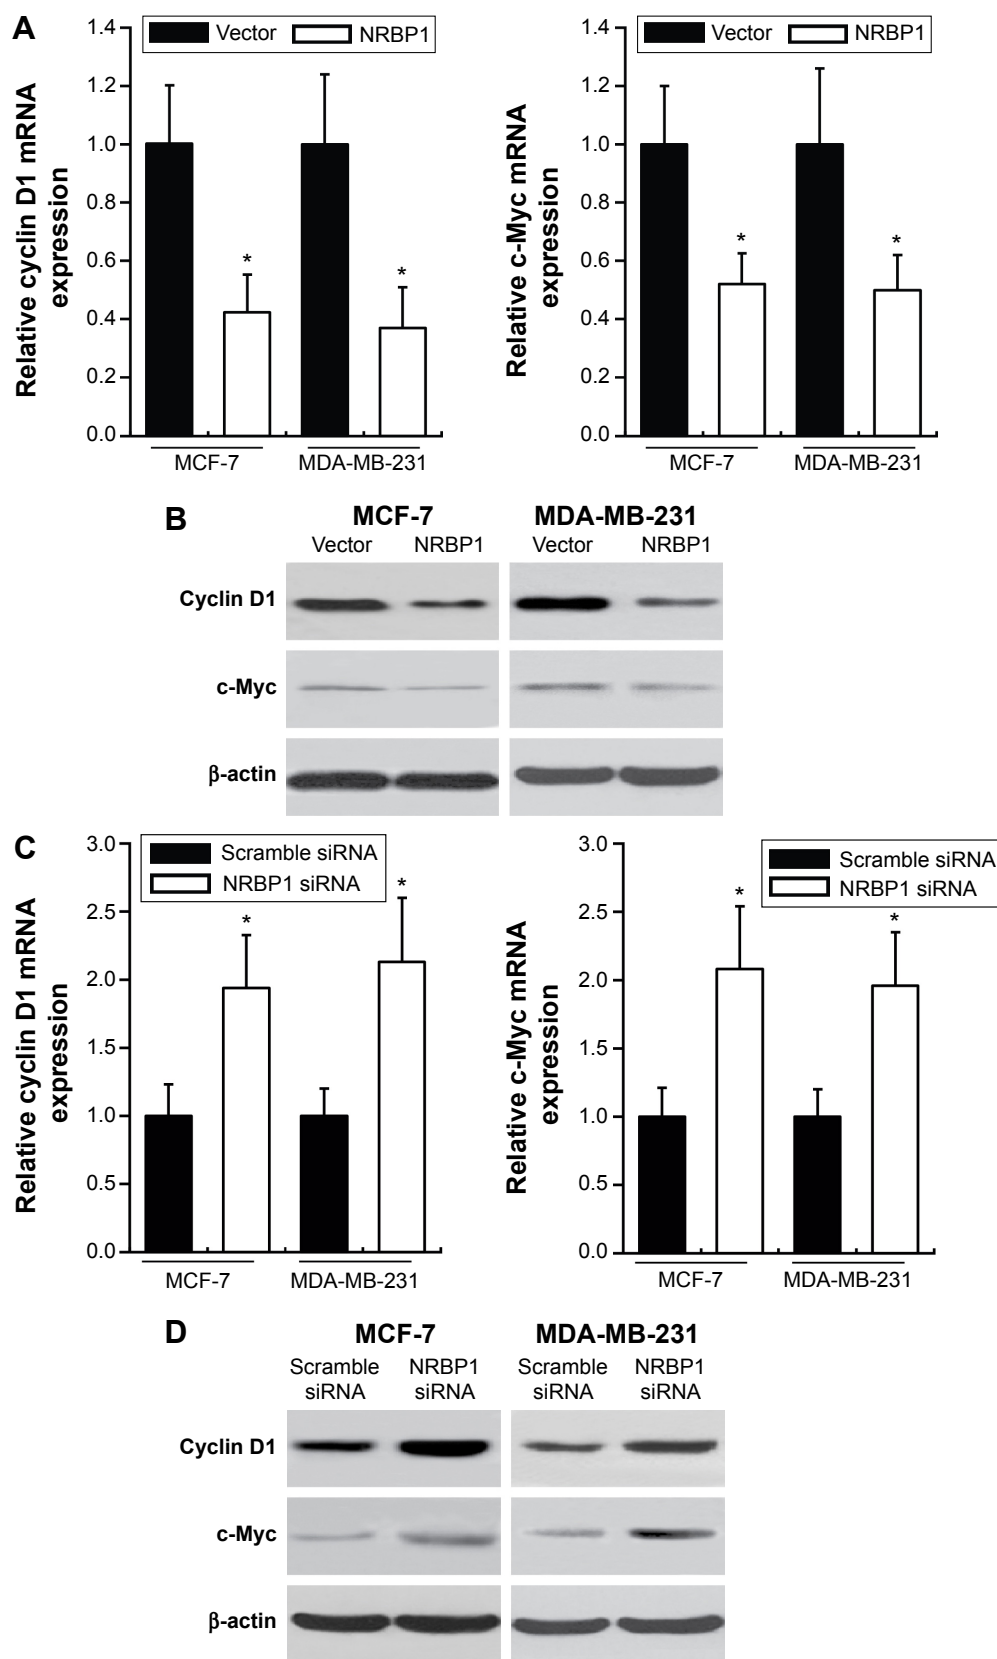 A
Relative cyclin D1 mRNA
expression
1.4
1.2
1.0
0.8
0.6
0.4
0.2
0.0
Vector NRBP1
*
*
MCF-7 MDA-MB-231
Relative c-Myc mRNA
expression
1.4
1.2
1.0
0.8
0.6
0.4
0.2
0.0
Vector NRBP1
*
*
MCF-7 MDA-MB-231
B
MCF-7 MDA-MB-231
Vector NRBP1 Vector NRBP1
Cyclin D1
c-Myc
β-actin
C
Relative cyclin D1 mRNA
expression
3.0
2.5
2.0
1.5
1.0
0.5
0.0
Scramble siRNA
NRBP1 siRNA
*
*
MCF-7 MDA-MB-231
Relative c-Myc mRNA
expression
3.0
2.5
2.0
1.5
1.0
0.5
0.0
Scramble siRNA
NRBP1 siRNA
*
*
MCF-7 MDA-MB-231
D
MCF-7 MDA-MB-231
Scramble NRBP1 Scramble NRBP1
siRNA siRNA siRNA siRNA
Cyclin D1
c-Myc
β-actin